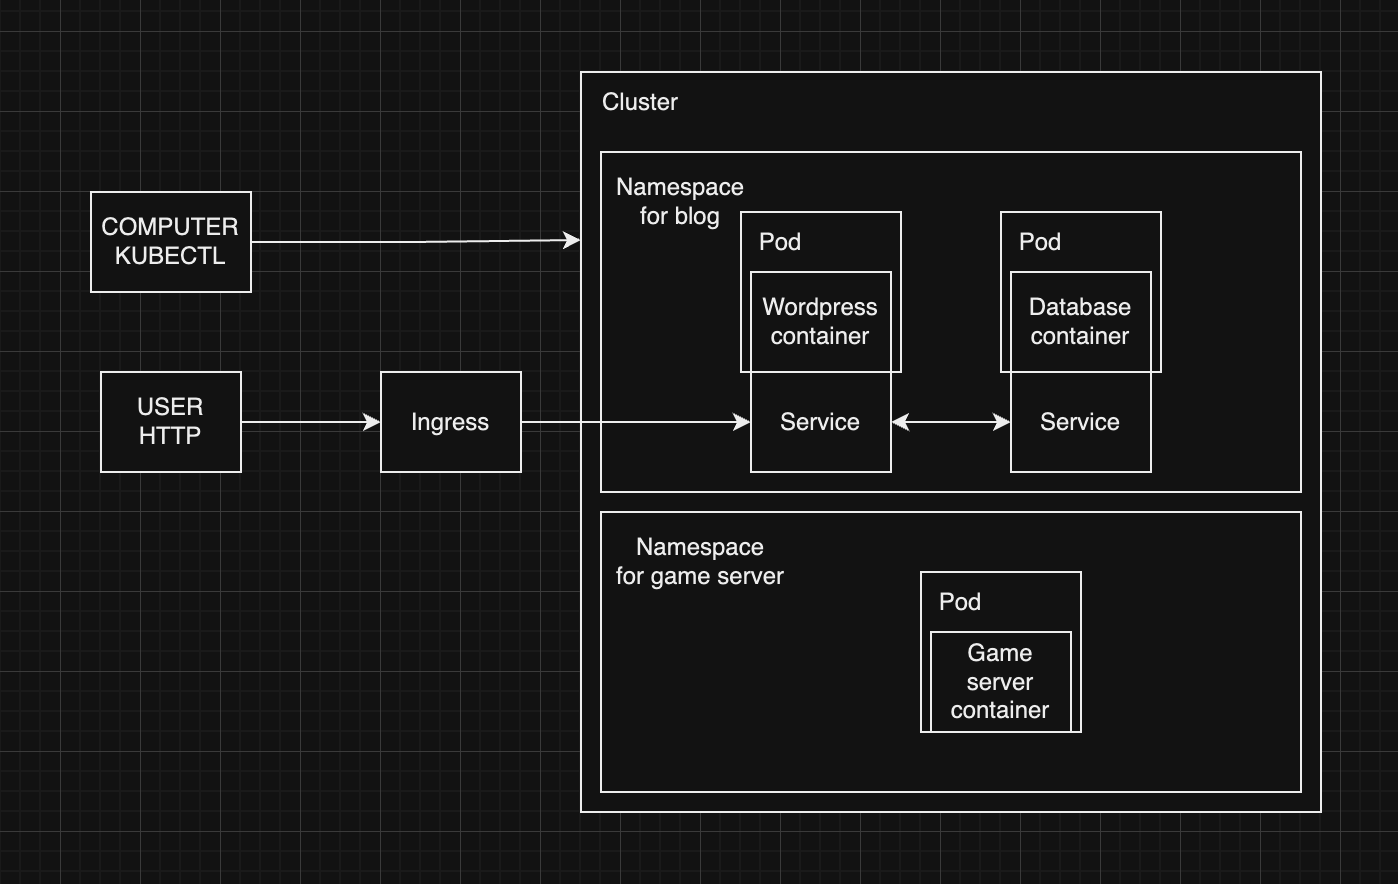 Cluster
Namespace
for blog
COMPUTER
KUBECTL
Pod
Pod
Wordpress
container
Database
container
USER
HTTP
Ingress
Service
Service
Namespace
for game server
Pod
Game
server
container